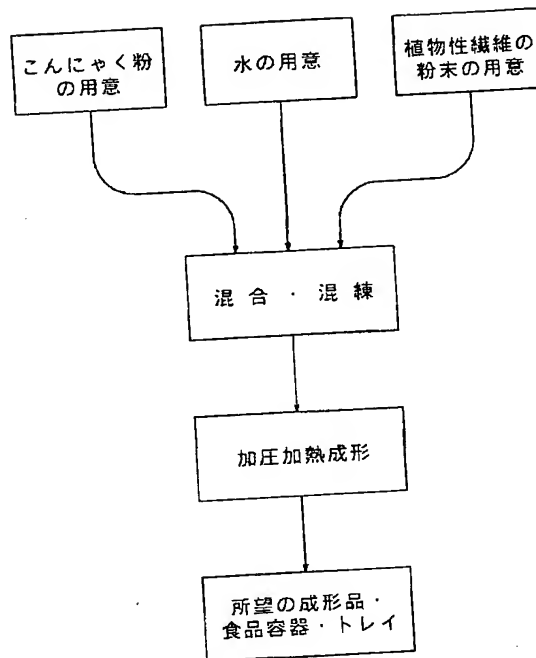 こんにゃく粉
の用意
水の用意
植物性繊維の
粉末の用意
混合・混練
加圧加熱成形
所望の成形品・
食品容器・トレイ